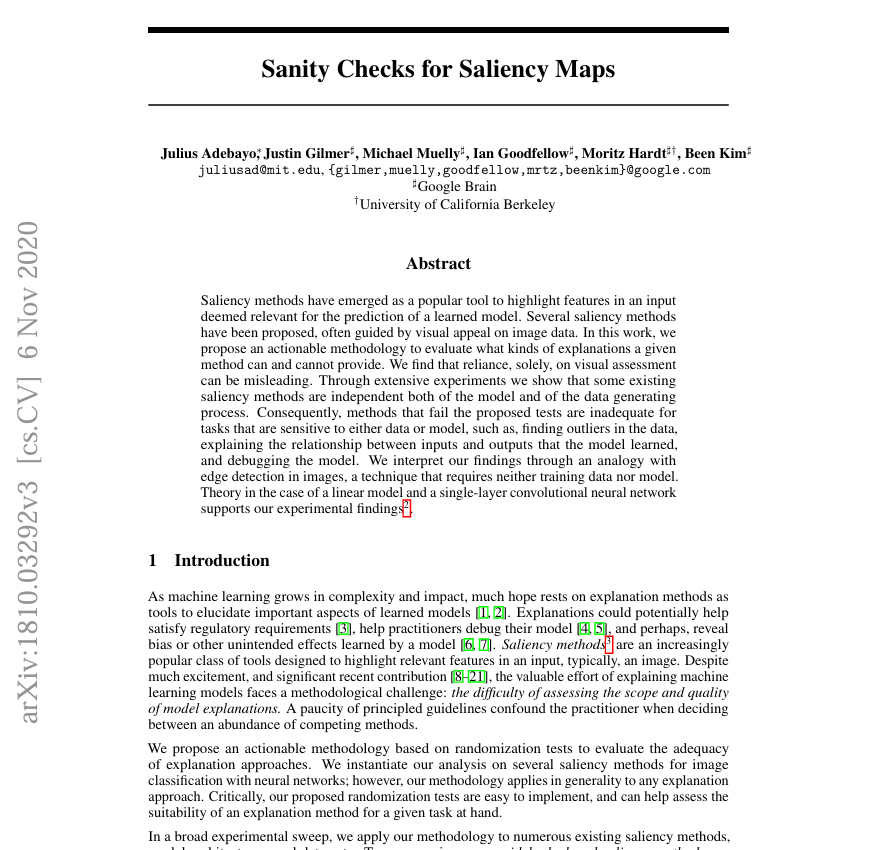 Sanity Checks for Saliency Maps
Julius Adebayo,* Justin Gilmer♯, Michael Muelly♯, Ian Goodfellow♯, Moritz Hardt♯†, Been Kim♯
juliusad@mit.edu, {gilmer,muelly,goodfellow,mrtz,beenkim}@google.com
♯Google Brain
†University of California Berkeley
arXiv:1810.03292v3 [cs.CV] 6 Nov 2020
Abstract
Saliency methods have emerged as a popular tool to highlight features in an input
deemed relevant for the prediction of a learned model. Several saliency methods
have been proposed, often guided by visual appeal on image data. In this work, we
propose an actionable methodology to evaluate what kinds of explanations a given
method can and cannot provide. We find that reliance, solely, on visual assessment
can be misleading. Through extensive experiments we show that some existing
saliency methods are independent both of the model and of the data generating
process. Consequently, methods that fail the proposed tests are inadequate for
tasks that are sensitive to either data or model, such as, finding outliers in the data,
explaining the relationship between inputs and outputs that the model learned,
and debugging the model. We interpret our findings through an analogy with
edge detection in images, a technique that requires neither training data nor model.
Theory in the case of a linear model and a single-layer convolutional neural network
supports our experimental findings2.
1 Introduction
As machine learning grows in complexity and impact, much hope rests on explanation methods as
tools to elucidate important aspects of learned models [1, 2]. Explanations could potentially help
satisfy regulatory requirements [3], help practitioners debug their model [4, 5], and perhaps, reveal
bias or other unintended effects learned by a model [6, 7]. Saliency methods3 are an increasingly
popular class of tools designed to highlight relevant features in an input, typically, an image. Despite
much excitement, and significant recent contribution [8–21], the valuable effort of explaining machine
learning models faces a methodological challenge: the difficulty of assessing the scope and quality
of model explanations. A paucity of principled guidelines confound the practitioner when deciding
between an abundance of competing methods.
We propose an actionable methodology based on randomization tests to evaluate the adequacy
of explanation approaches. We instantiate our analysis on several saliency methods for image
classification with neural networks; however, our methodology applies in generality to any explanation
approach. Critically, our proposed randomization tests are easy to implement, and can help assess the
suitability of an explanation method for a given task at hand.
In a broad experimental sweep, we apply our methodology to numerous existing saliency methods,